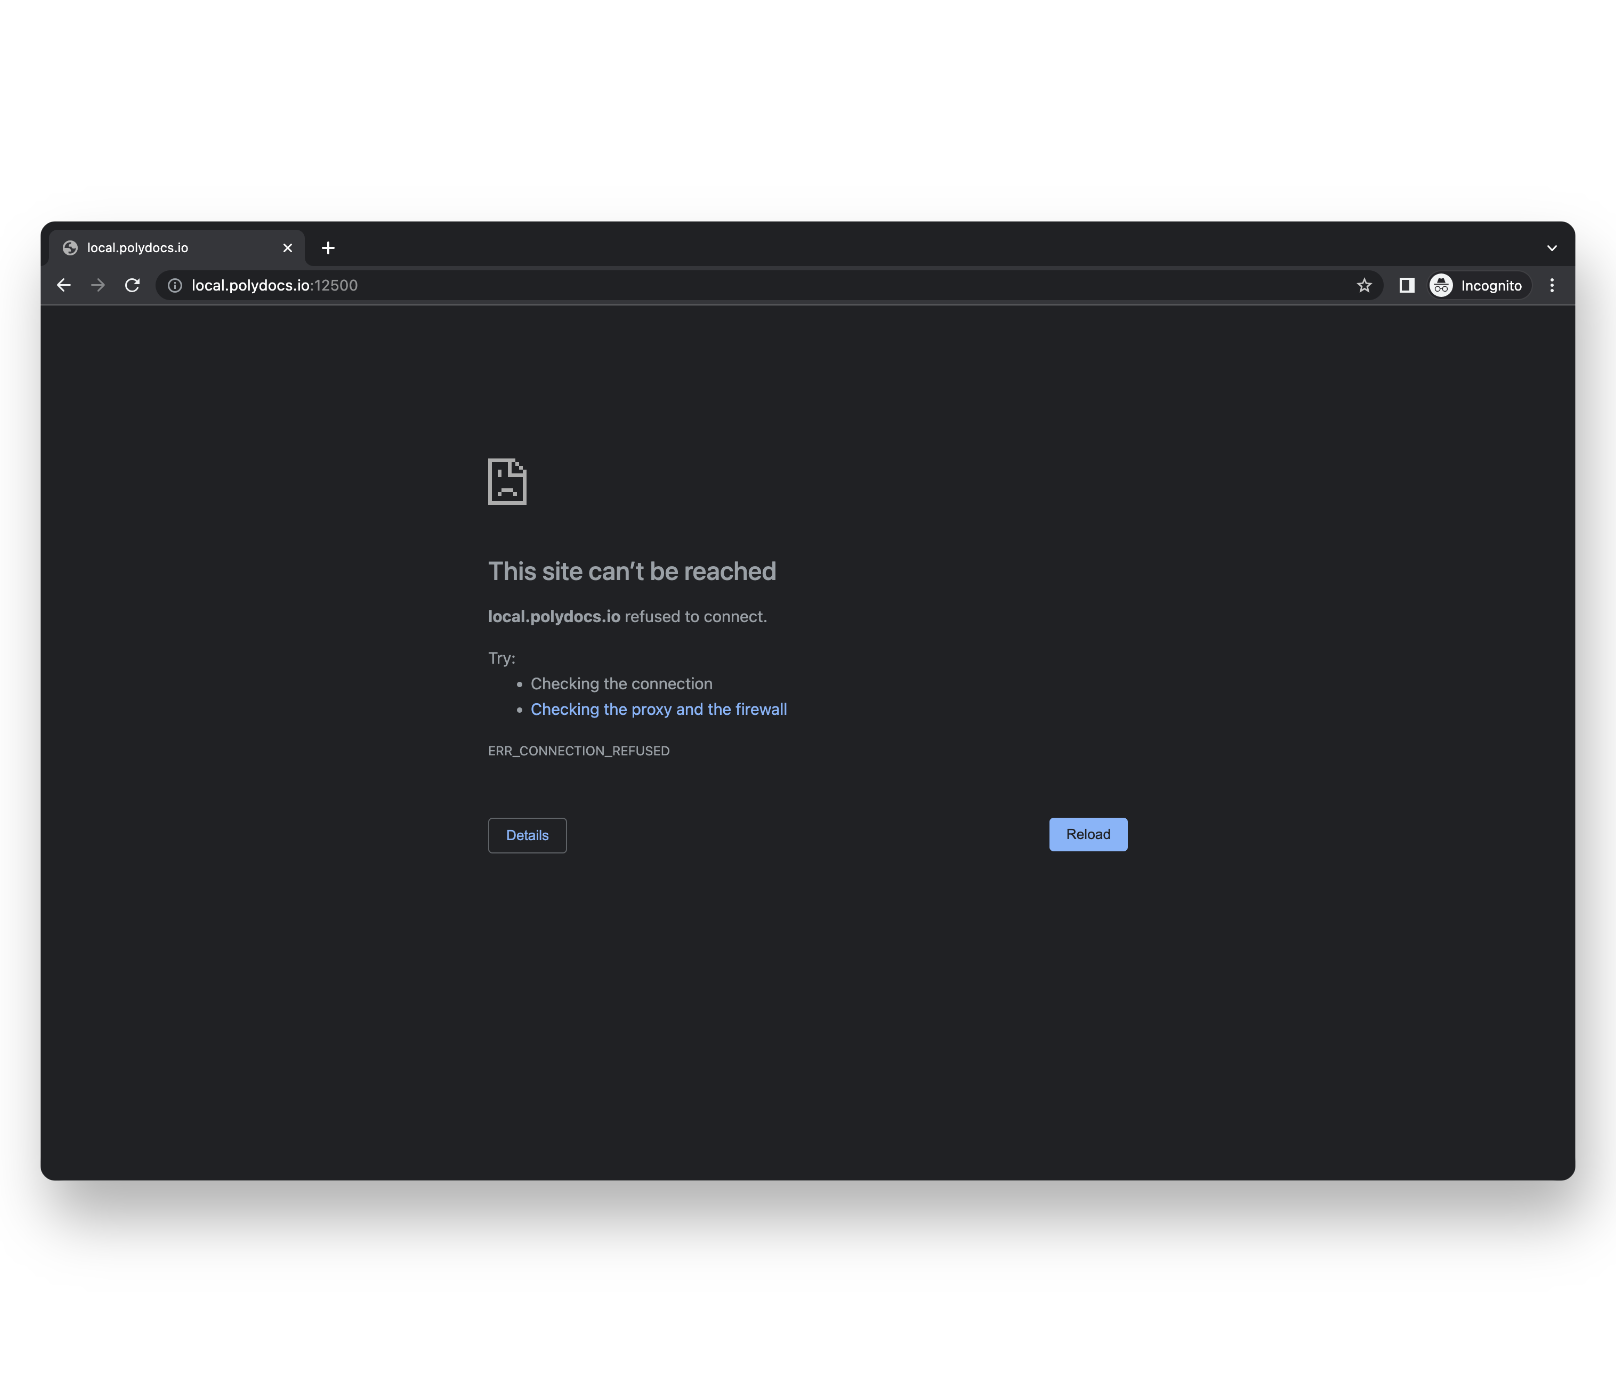 local.polydocs.io
local.polydocs.io:12500
Incognito
This site can’t be reached
local.polydocs.io refused to connect.
Try:
Checking the connection
Checking the proxy and the firewall
ERR_CONNECTION_REFUSED
Details
Reload